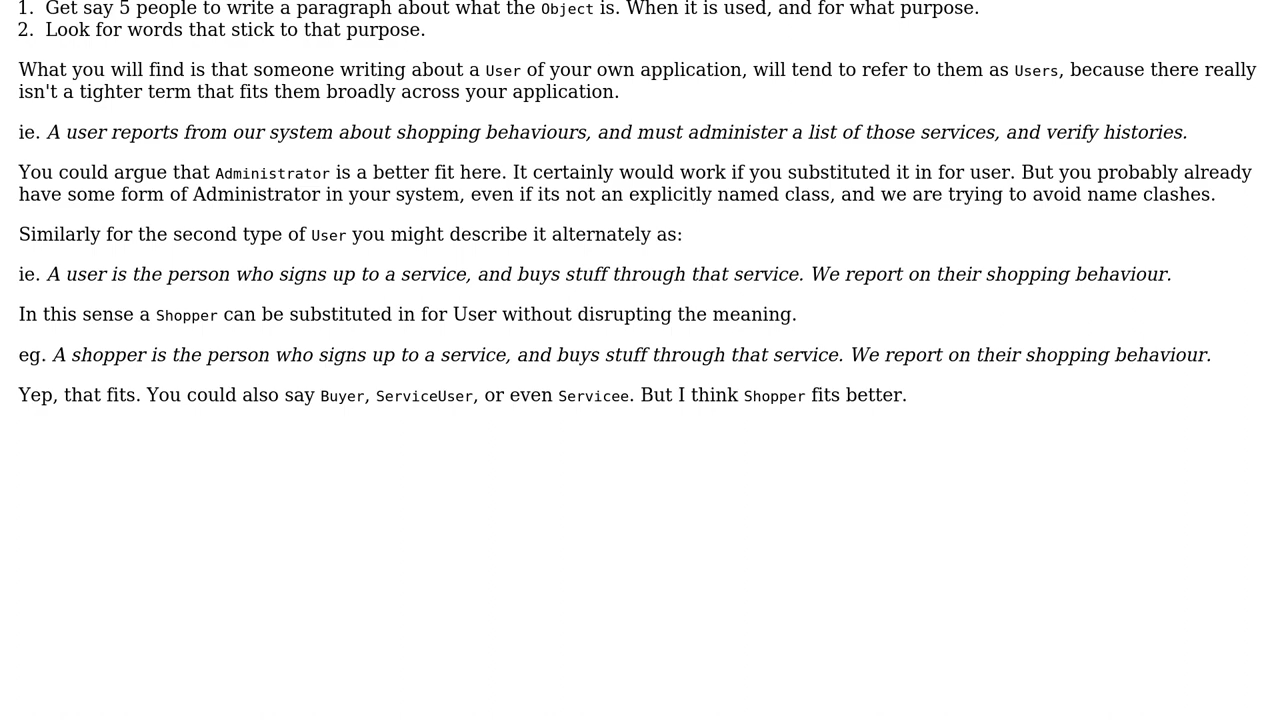 1. Get say 5 people to write a paragraph about what the Object is. When it is used, and for what purpose.
2. Look for words that stick to that purpose.
What you will find is that someone writing about a User of your own application, will tend to refer to them as Users, because there really
isn't a tighter term that fits them broadly across your application.
ie. A user reports from our system about shopping behaviours, and must administer a list of those services, and verify histories.
You could argue that Administrator is a better fit here. It certainly would work if you substituted it in for user. But you probably already
have some form of Administrator in your system, even if its not an explicitly named class, and we are trying to avoid name clashes.
Similarly for the second type of User you might describe it alternately as:
ie. A user is the person who signs up to a service, and buys stuff through that service. We report on their shopping behaviour.
In this sense a Shopper can be substituted in for User without disrupting the meaning.
eg. A shopper is the person who signs up to a service, and buys stuff through that service. We report on their shopping behaviour.
Yep, that fits. You could also say Buyer, ServiceUser, or even Servicee. But I think Shopper fits better.